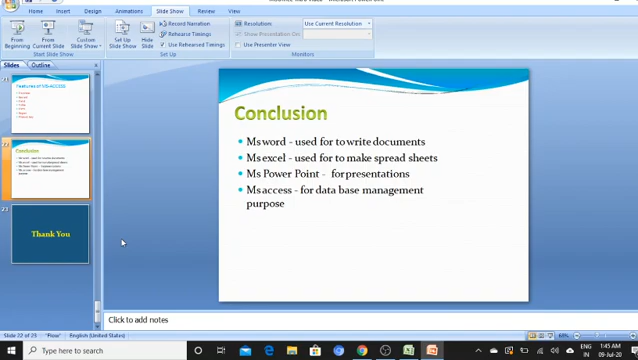 Home Insert Design Animations Slide Show Review View
From Beginning
From Current Slide
Custom Slide Show
Start Slide Show
Set Up Slide Show
Hide Slide
Record Narration
Rehearse Timings
Use Rehearsed Timings
Set Up
Resolution: Use Current Resolution
Show Presentation On:
Use Presenter View
Monitors
Slides Outline
Features of MS-ACCESS
22
Conclusion
23
Thank You
Conclusion
Ms word - used for to write documents
Ms excel - used for to make spread sheets
Ms Power Point - for presentations
Ms access - for data base management
purpose
Click to add notes
Slide 22 of 23 "Flow" English (United States)
Type here to search
ENG
IN
1:45 AM
09-Jul-20